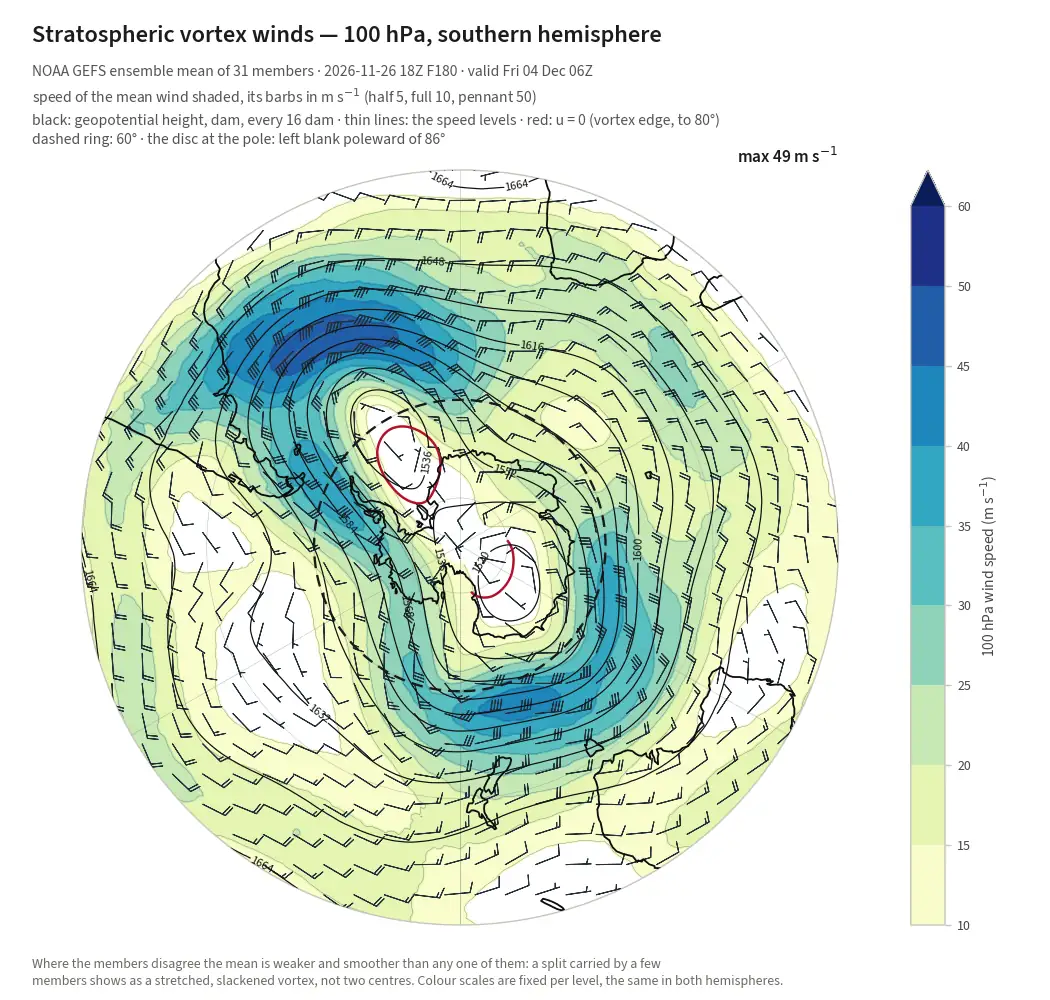 Stratospheric vortex winds — 100 hPa, southern hemisphere
NOAA GEFS ensemble mean of 31 members · 2026-11-26 18Z F180 · valid Fri 04 Dec 06Z
speed of the mean wind shaded, its barbs in m s⁻¹ (half 5, full 10, pennant 50)
black: geopotential height, dam, every 16 dam · thin lines: the speed levels · red: u = 0 (vortex edge, to 80°)
dashed ring: 60° · the disc at the pole: left blank poleward of 86°
max 49 m s⁻¹
1664
1664
1648
1616
1536
1584
1600
1520
1664
1664
60
50
45
40
35
30
25
20
15
10
100 hPa wind speed (m s⁻¹)
Where the members disagree the mean is weaker and smoother than any one of them: a split carried by a few
members shows as a stretched, slackened vortex, not two centres. Colour scales are fixed per level, the same in both hemispheres.